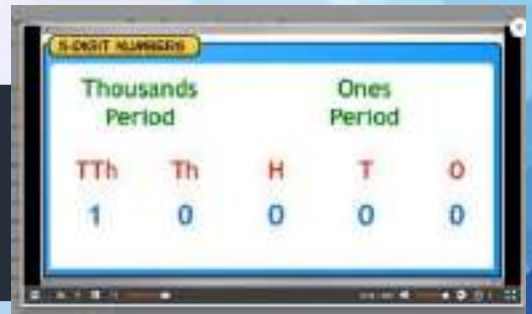 5-DIGIT NUMBERS
Thousands Ones
Period Period
TTh Th H T O
1 0 0 0 0